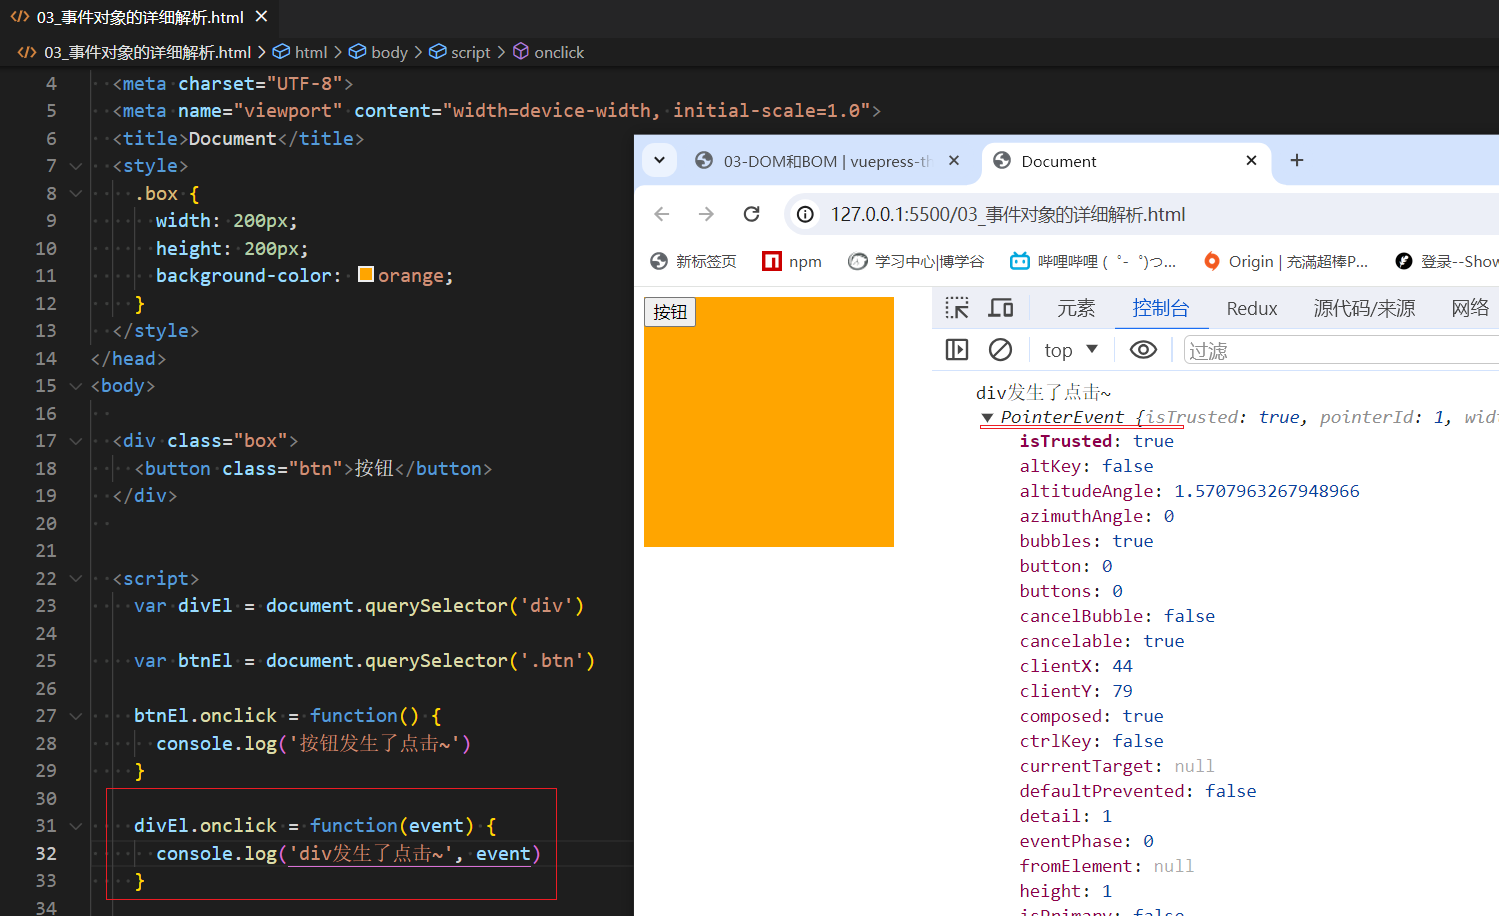 03_事件对象的详细解析.html
03_事件对象的详细解析.html > html > body > script > onclick
4 <meta charset="UTF-8">
5 <meta name="viewport" content="width=device-width, initial-scale=1.0">
6 <title>Document</title>
7 <style>
8 .box {
9 width: 200px;
10 height: 200px;
11 background-color: orange;
12 }
13 </style>
14 </head>
15 <body>
16
17 <div class="box">
18 <button class="btn">按钮</button>
19 </div>
20
21
22 <script>
23 var divEl = document.querySelector('div')
24
25 var btnEl = document.querySelector('.btn')
26
27 btnEl.onclick = function() {
28 console.log('按钮发生了点击~')
29 }
30
31 divEl.onclick = function(event) {
32 console.log('div发生了点击~', event)
33 }
34
03-DOM和BOM | vuepress-th
Document
127.0.0.1:5500/03_事件对象的详细解析.html
新标签页 npm 学习中心|博学谷 哔哩哔哩 (゜-゜)つ... Origin | 充滿超棒P... 登录--Show
按钮
元素 控制台 Redux 源代码/来源 网络
top 过滤
div发生了点击~
PointerEvent {isTrusted: true, pointerId: 1, widt
isTrusted: true
altKey: false
altitudeAngle: 1.5707963267948966
azimuthAngle: 0
bubbles: true
button: 0
buttons: 0
cancelBubble: false
cancelable: true
clientX: 44
clientY: 79
composed: true
ctrlKey: false
currentTarget: null
defaultPrevented: false
detail: 1
eventPhase: 0
fromElement: null
height: 1
isPrimary: false